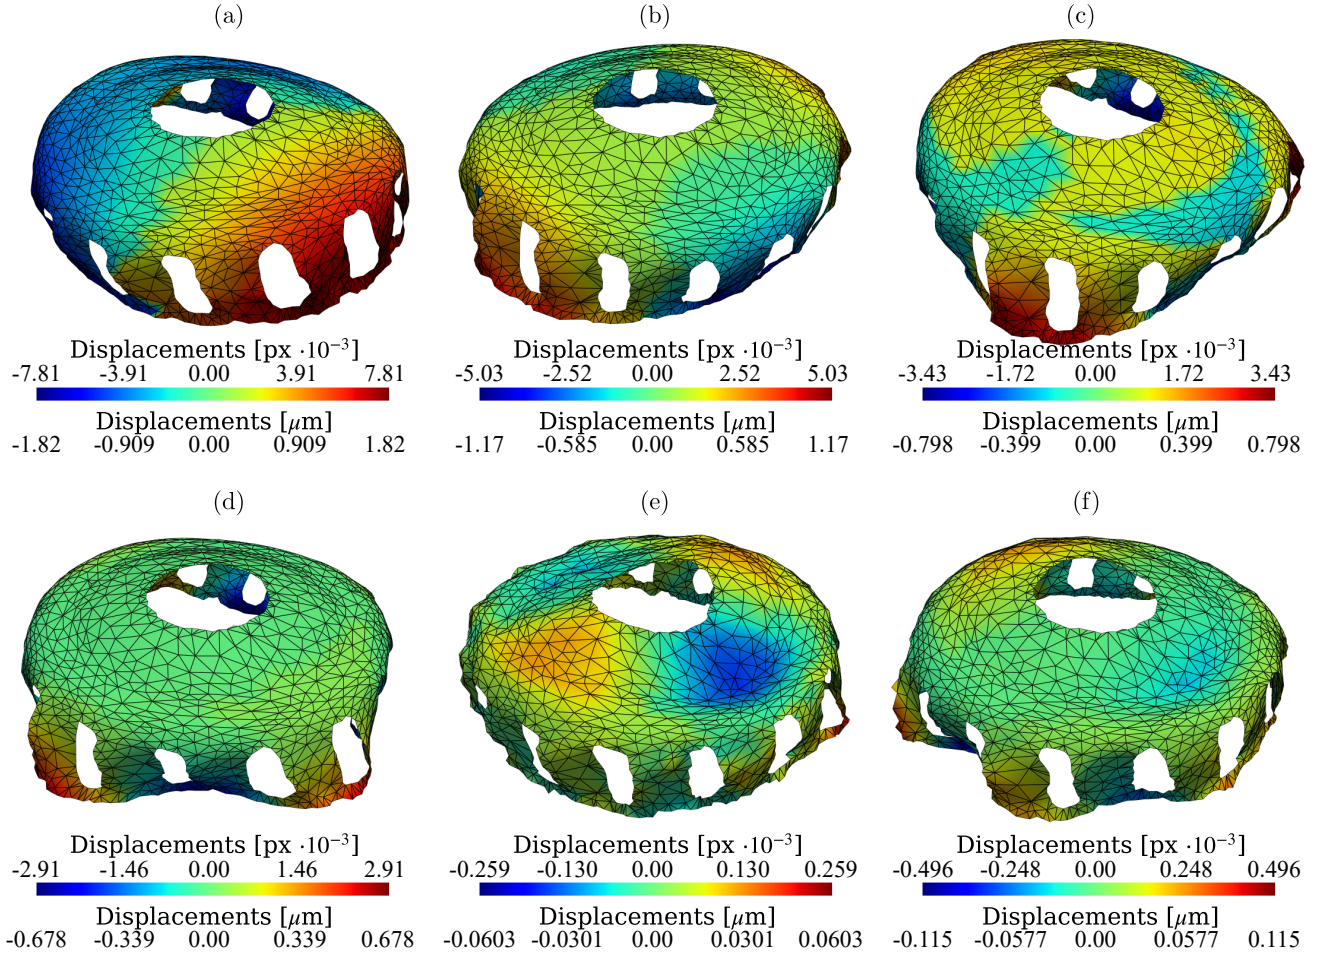 (a) (b) (c)
Displacements [px ·10⁻³] Displacements [px ·10⁻³] Displacements [px ·10⁻³]
-7.81 -3.91 0.00 3.91 7.81 -5.03 -2.52 0.00 2.52 5.03 -3.43 -1.72 0.00 1.72 3.43
Displacements [μm] Displacements [μm] Displacements [μm]
-1.82 -0.909 0.00 0.909 1.82 -1.17 -0.585 0.00 0.585 1.17 -0.798 -0.399 0.00 0.399 0.798
(d) (e) (f)
Displacements [px ·10⁻³] Displacements [px ·10⁻³] Displacements [px ·10⁻³]
-2.91 -1.46 0.00 1.46 2.91 -0.259 -0.130 0.00 0.130 0.259 -0.496 -0.248 0.00 0.248 0.496
Displacements [μm] Displacements [μm] Displacements [μm]
-0.678 -0.339 0.00 0.339 0.678 -0.0603 -0.0301 0.00 0.0301 0.0603 -0.115 -0.0577 0.00 0.0577 0.115